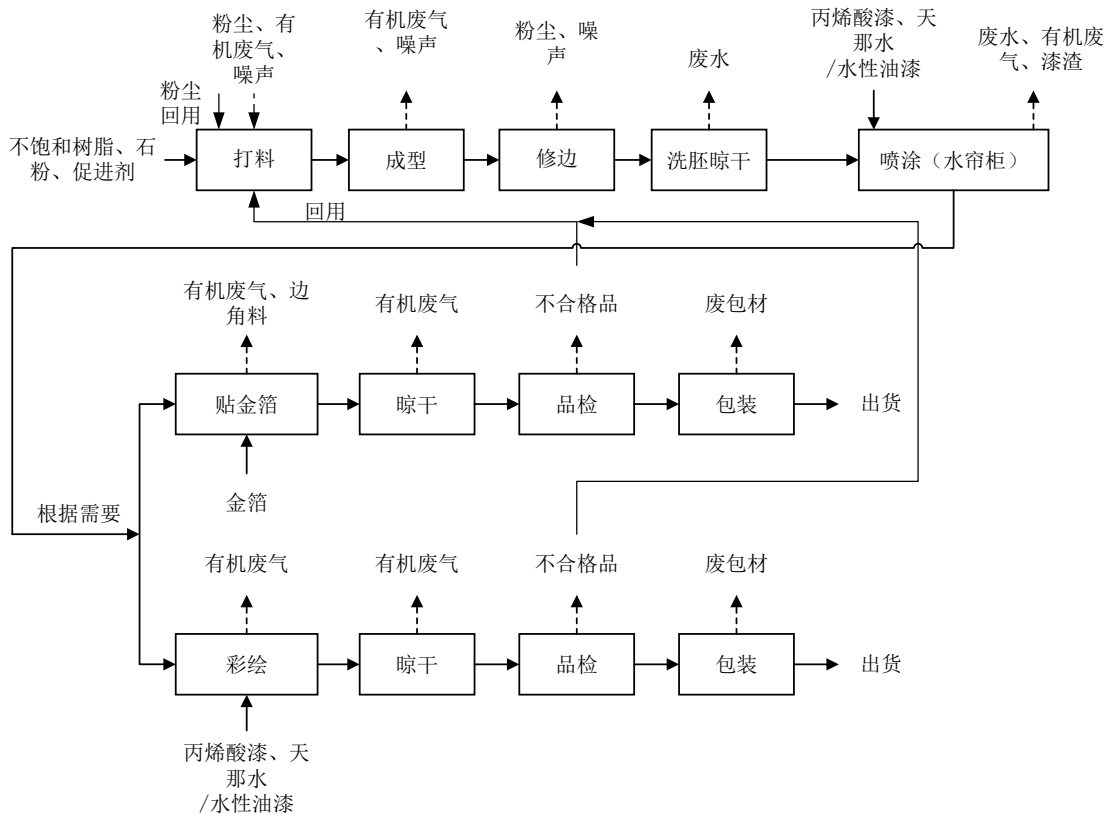 粉尘、有
机废气、
噪声
有机废气
、噪声
粉尘、噪
声
废水
丙烯酸漆、天
那水
/水性油漆
废水、有机废
气、漆渣
粉尘
回用
不饱和树脂、石
粉、促进剂
打料
成型
修边
洗胚晾干
喷涂（水帘柜）
回用
有机废气、边
角料
有机废气
不合格品
废包材
贴金箔
晾干
品检
包装
出货
金箔
根据需要
有机废气
有机废气
不合格品
废包材
彩绘
晾干
品检
包装
出货
丙烯酸漆、天
那水
/水性油漆